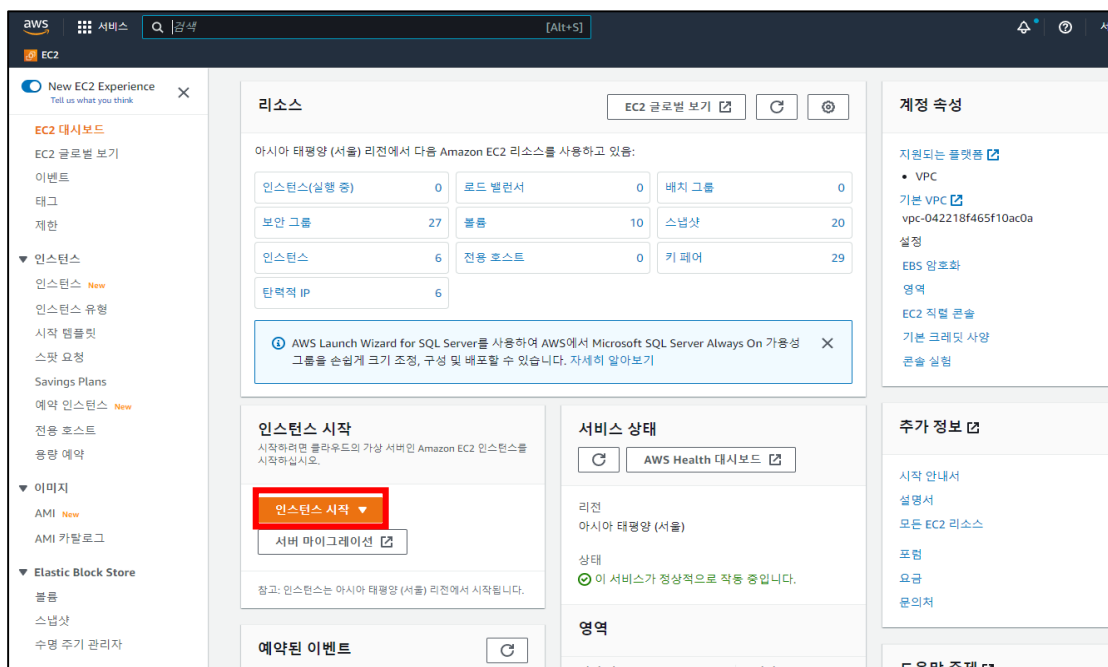 aws
서비스
검색
[Alt+S]
EC2
New EC2 Experience
Tell us what you think
EC2 대시보드
EC2 글로벌 보기
이벤트
태그
제한
인스턴스
인스턴스 New
인스턴스 유형
시작 템플릿
스팟 요청
Savings Plans
예약 인스턴스 New
전용 호스트
용량 예약
이미지
AMI New
AMI 카탈로그
Elastic Block Store
볼륨
스냅샷
수명 주기 관리자
리소스
EC2 글로벌 보기
아시아 태평양 (서울) 리전에서 다음 Amazon EC2 리소스를 사용하고 있음:
인스턴스(실행 중) 0
로드 밸런서 0
배치 그룹 0
보안 그룹 27
볼륨 10
스냅샷 20
인스턴스 6
전용 호스트 0
키 페어 29
탄력적 IP 6
AWS Launch Wizard for SQL Server를 사용하여 AWS에서 Microsoft SQL Server Always On 가용성
그룹을 손쉽게 크기 조정, 구성 및 배포할 수 있습니다. 자세히 알아보기
인스턴스 시작
시작하려면 클라우드의 가상 서버인 Amazon EC2 인스턴스를
시작하십시오.
인스턴스 시작
서버 마이그레이션
참고: 인스턴스는 아시아 태평양 (서울) 리전에서 시작됩니다.
예약된 이벤트
서비스 상태
AWS Health 대시보드
리전
아시아 태평양 (서울)
상태
이 서비스가 정상적으로 작동 중입니다.
영역
계정 속성
지원되는 플랫폼
• VPC
기본 VPC
vpc-042218f465f10ac0a
설정
EBS 암호화
영역
EC2 직렬 콘솔
기본 크레딧 사양
콘솔 실험
추가 정보
시작 안내서
설명서
모든 EC2 리소스
포럼
요금
문의처